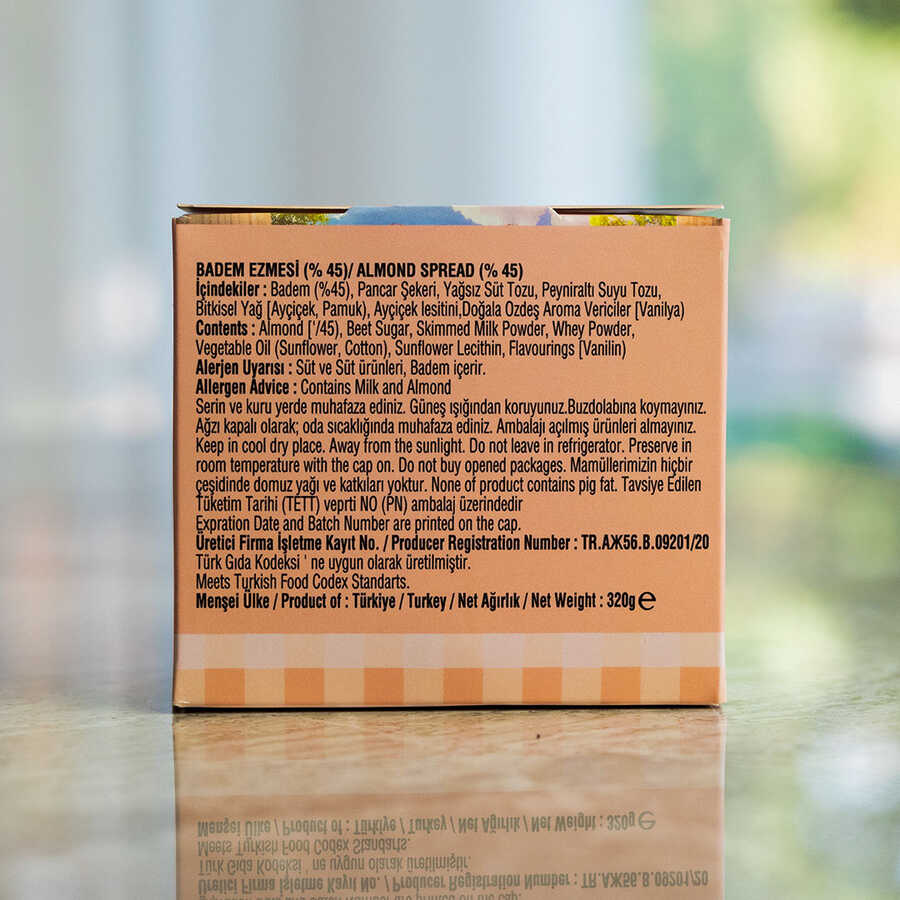 BADEM EZMESİ (% 45)/ ALMOND SPREAD (% 45)
İçindekiler : Badem (%45), Pancar Şekeri, Yağsız Süt Tozu, Peyniraltı Suyu Tozu,
Bitkisel Yağ [Ayçiçek, Pamuk), Ayçiçek lesitini,Doğala Ozdeş Aroma Vericiler [Vanilya)
Contents : Almond ['/45), Beet Sugar, Skimmed Milk Powder, Whey Powder,
Vegetable Oil (Sunflower, Cotton), Sunflower Lecithin, Flavourings [Vanilin)
Alerjen Uyarısı : Süt ve Süt ürünleri, Badem içerir.
Allergen Advice : Contains Milk and Almond
Serin ve kuru yerde muhafaza ediniz. Güneş ışığından koruyunuz.Buzdolabına koymayınız.
Ağzı kapalı olarak; oda sıcaklığında muhafaza ediniz. Ambalajı açılmış ürünleri almayınız.
Keep in cool dry place. Away from the sunlight. Do not leave in refrigerator. Preserve in
room temperature with the cap on. Do not buy opened packages. Mamüllerimizin hiçbir
çeşidinde domuz yağı ve katkıları yoktur. None of product contains pig fat. Tavsiye Edilen
Tüketim Tarihi (TETT) veprti NO (PN) ambalaj üzerindedir
Expration Date and Batch Number are printed on the cap.
Üretici Firma İşletme Kayıt No. / Producer Registration Number : TR.AЖ56.B.09201/20
Türk Gıda Kodeksi ' ne uygun olarak üretilmiştir.
Meets Turkish Food Codex Standarts.
Menşei Ülke / Product of : Türkiye / Turkey / Net Ağırlık / Net Weight : 320g ℮